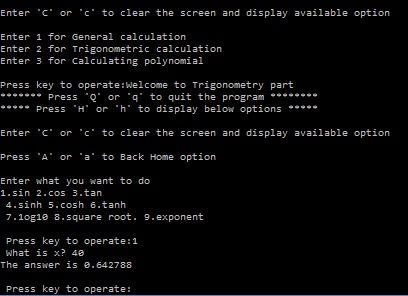 Enter 'C' or 'c' to clear the screen and display available option
Enter 1 for General calculation
Enter 2 for Trigonometric calculation
Enter 3 for Calculating polynomial
Press key to operate:Welcome to Trigonometry part
******* Press 'Q' or 'q' to quit the program ********
***** Press 'H' or 'h' to display below options *****
Enter 'C' or 'c' to clear the screen and display available option
Press 'A' or 'a' to Back Home option
Enter what you want to do
1.sin 2.cos 3.tan
4.sinh 5.cosh 6.tanh
7.log10 8.square root. 9.exponent
Press key to operate:1
What is x? 40
The answer is 0.642788
Press key to operate: